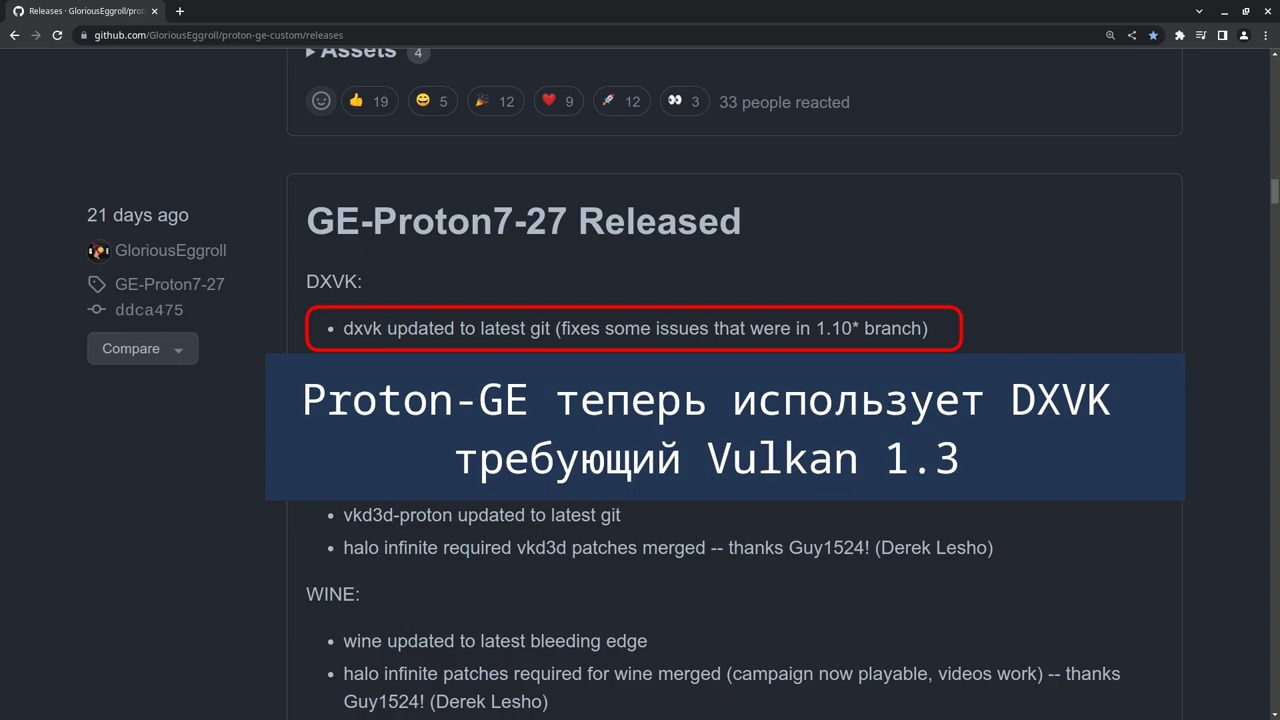 Releases · GloriousEggroll/prot
github.com/GloriousEggroll/proton-ge-custom/releases
Assets 4
👍 19 😄 5 🎉 12 ❤️ 9 🚀 12 👀 3 33 people reacted
21 days ago
GloriousEggroll
GE-Proton7-27
ddca475
Compare
GE-Proton7-27 Released
DXVK:
• dxvk updated to latest git (fixes some issues that were in 1.10* branch)
Proton-GE теперь использует DXVK
требующий Vulkan 1.3
• vkd3d-proton updated to latest git
• halo infinite required vkd3d patches merged -- thanks Guy1524! (Derek Lesho)
WINE:
• wine updated to latest bleeding edge
• halo infinite patches required for wine merged (campaign now playable, videos work) -- thanks
Guy1524! (Derek Lesho)